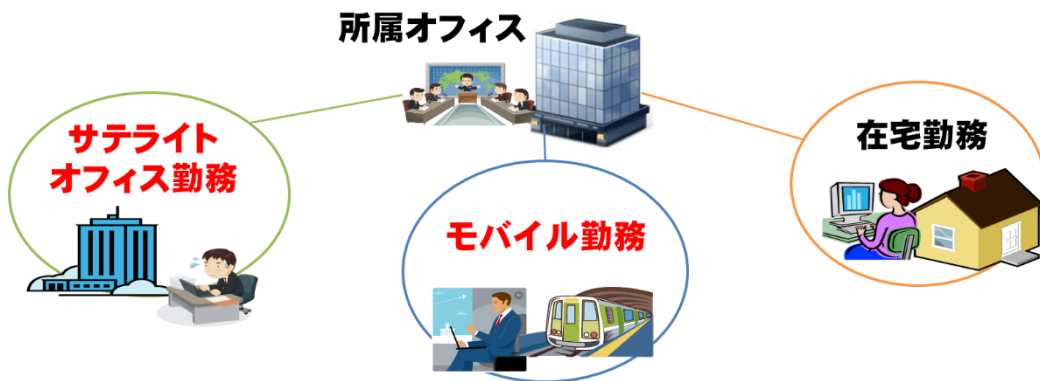 所属オフィス
サテライト
オフィス勤務
モバイル勤務
在宅勤務